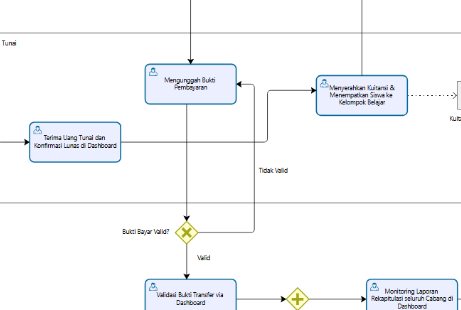 Tunai
Mengunggah Bukti
Pembayaran
Menyerahkan Kuitansi &
Menempatkan Siswa ke
Kelompok Belajar
Terima Uang Tunai dan
Konfirmasi Lunas di Dashboard
Tidak Valid
Bukti Bayar Valid?
Valid
Validasi Bukti Transfer via
Dashboard
Monitoring Laporan
Rekapitulasi seluruh Cabang di
Dashboard